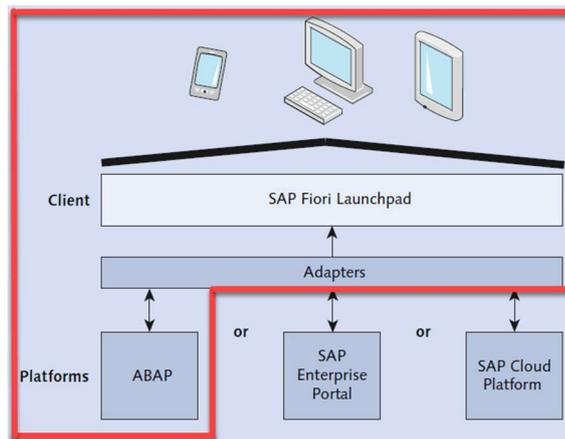 Client
SAP Fiori Launchpad
Adapters
Platforms
ABAP
or
SAP
Enterprise
Portal
or
SAP Cloud
Platform